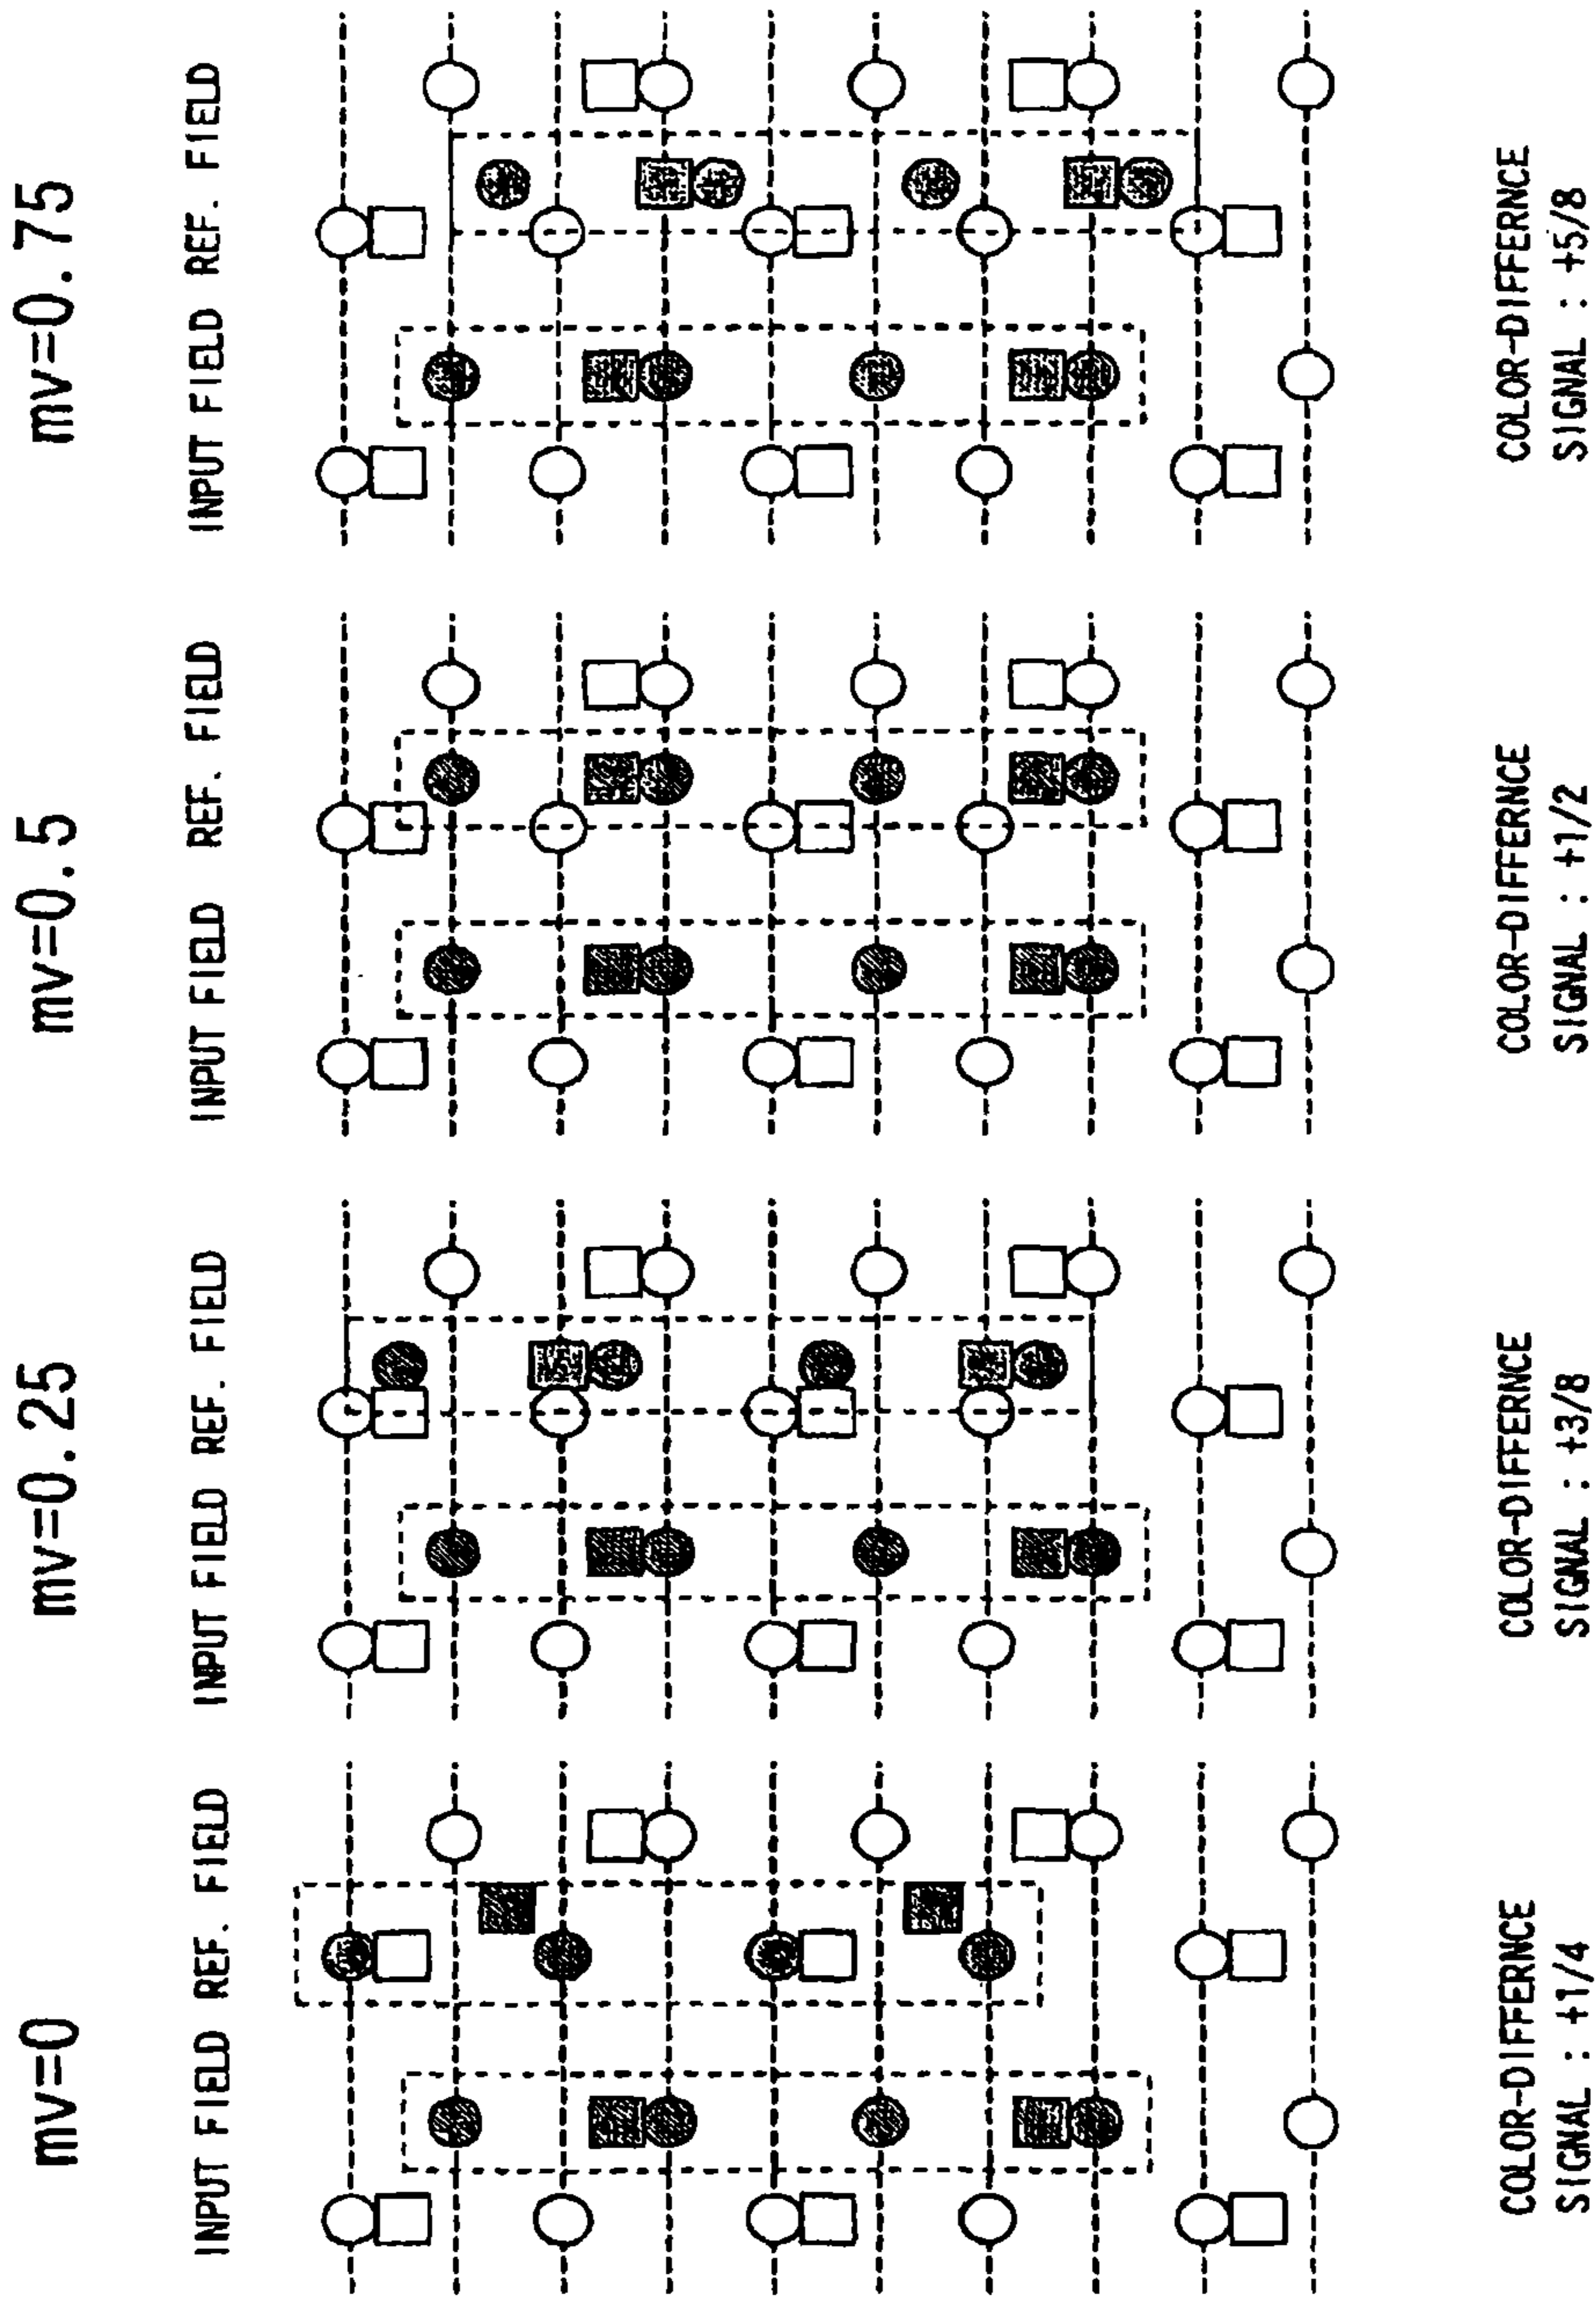 mv=0
INPUT FIELD REF. FIELD
COLOR-DIFFERNCE
SIGNAL : +1/4
mv=0.25
INPUT FIELD REF. FIELD
COLOR-DIFFERNCE
SIGNAL : +3/8
mv=0.5
INPUT FIELD REF. FIELD
COLOR-DIFFERNCE
SIGNAL : +1/2
mv=0.75
INPUT FIELD REF. FIELD
COLOR-DIFFERNCE
SIGNAL : +5/8